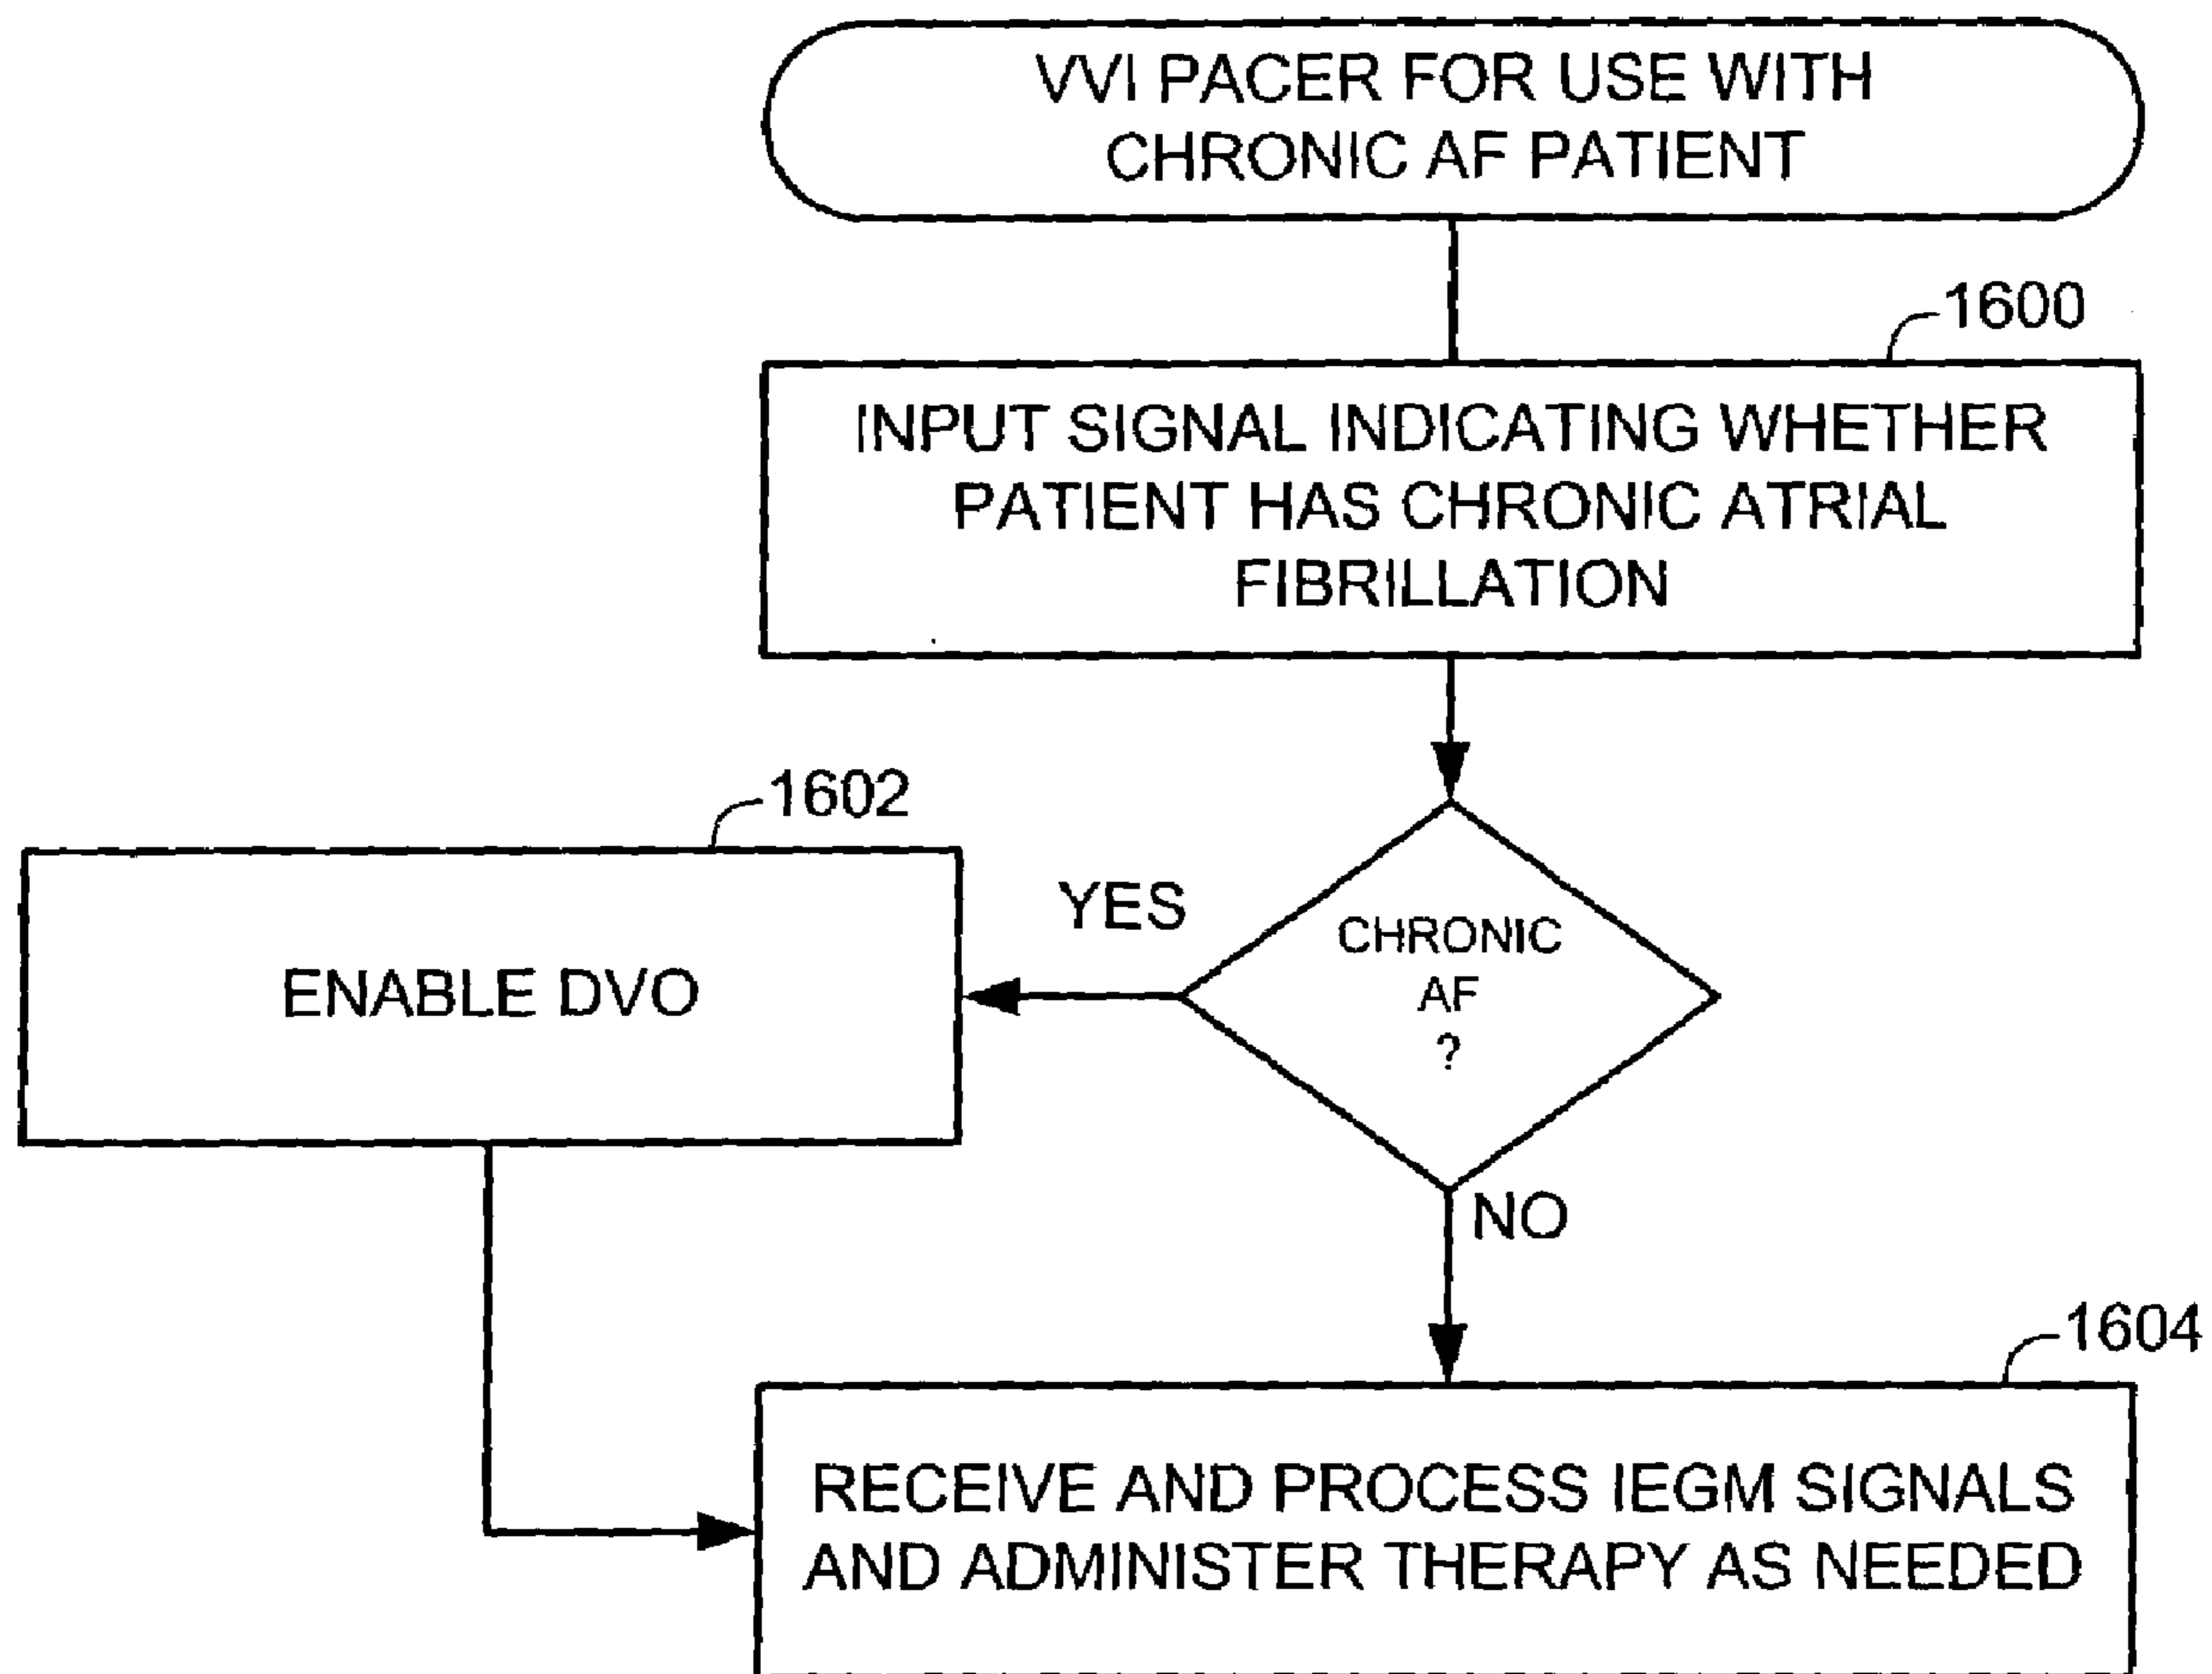 VVI PACER FOR USE WITH
CHRONIC AF PATIENT
1600
INPUT SIGNAL INDICATING WHETHER
PATIENT HAS CHRONIC ATRIAL
FIBRILLATION
1602
ENABLE DVO
YES
CHRONIC
AF
?
NO
1604
RECEIVE AND PROCESS IEGM SIGNALS
AND ADMINISTER THERAPY AS NEEDED